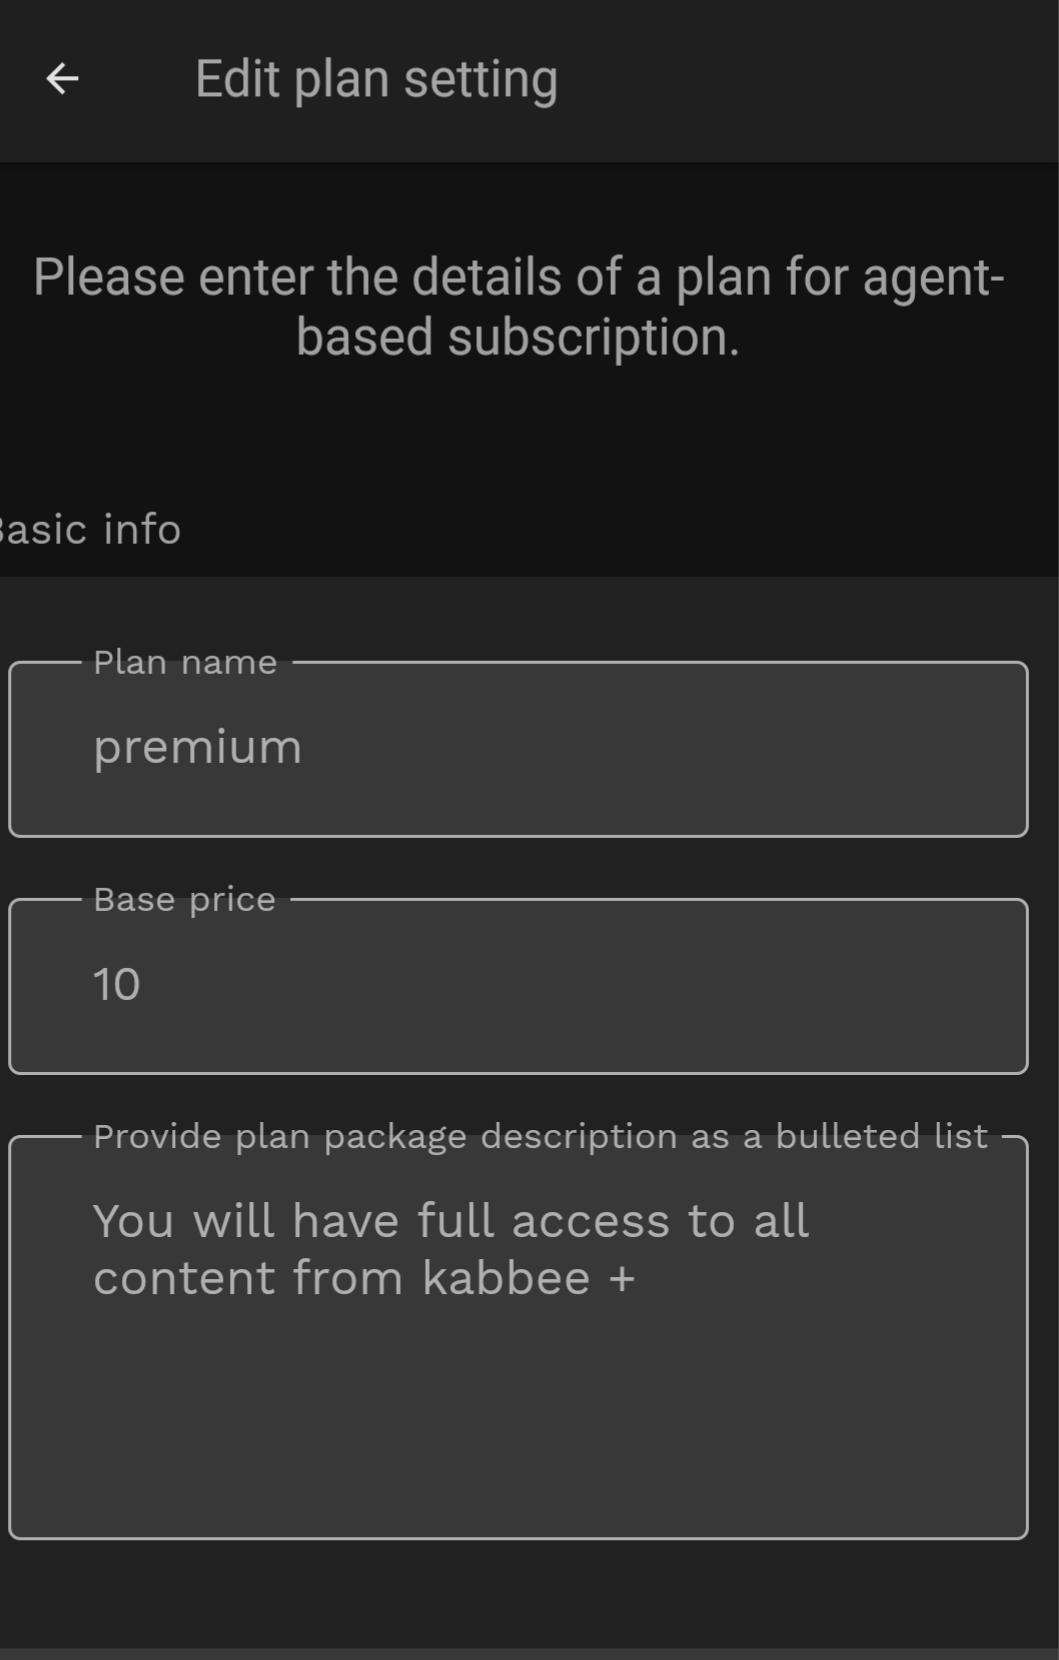 Edit plan setting
Please enter the details of a plan for agent-
based subscription.
Basic info
Plan name
premium
Base price
10
Provide plan package description as a bulleted list
You will have full access to all
content from kabbee +